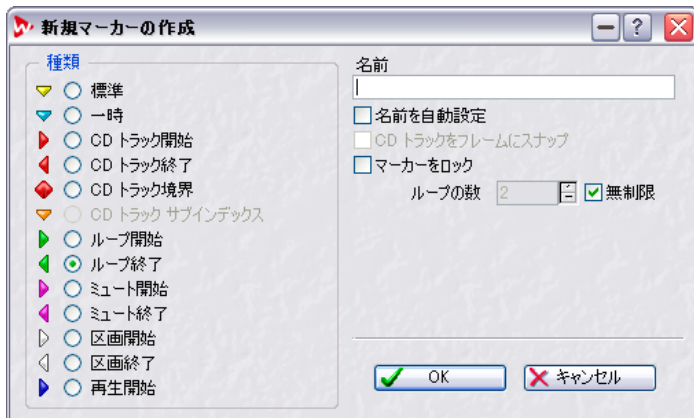 新規マーカーの作成
?
種類
標準
一時
CD トラック開始
CD トラック終了
CD トラック境界
CD トラック サブインデックス
ループ開始
ループ終了
ミュート開始
ミュート終了
区画開始
区画終了
再生開始
名前
名前を自動設定
CD トラックをフレームにスナップ
マーカーをロック
ループの数 2 無制限
OK キャンセル